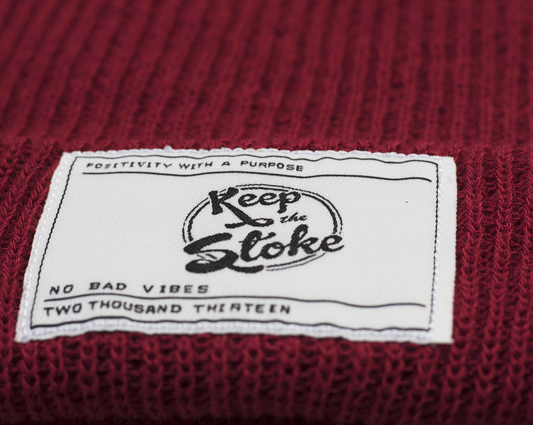 POSITIVITY WITH A PURPOSE
Keep
the
Stoke
NO BAD VIBES
TWO THOUSAND THIRTEEN